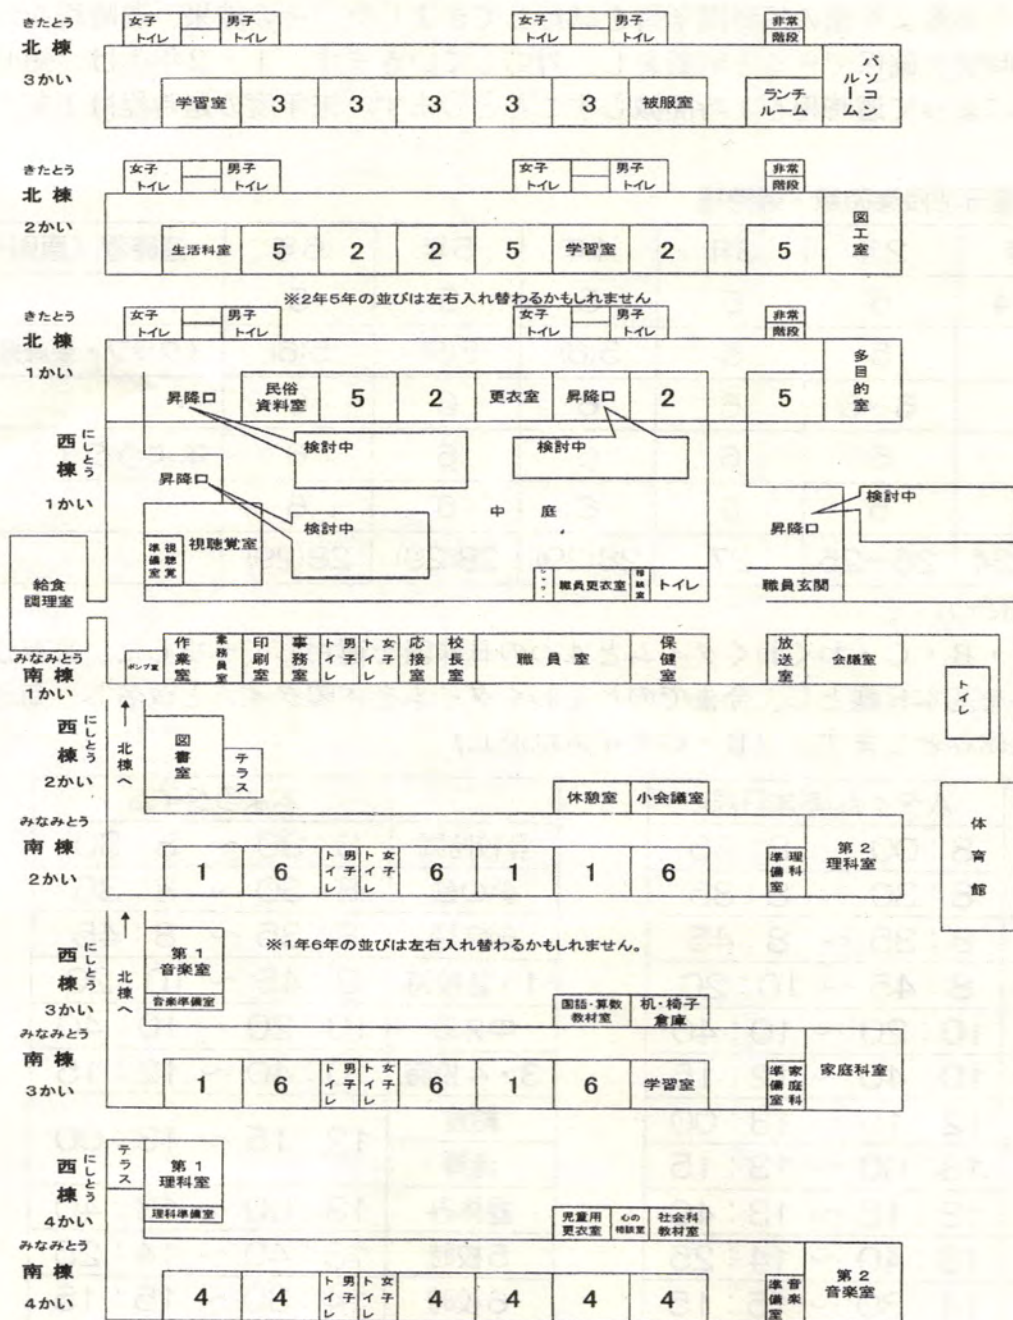 きたとう
北棟
3かい
女子 トイレ 男子 トイレ 女子 トイレ 男子 トイレ 非常階段
学習室 3 3 3 3 3 被服室 ランチルーム パソコンルーム
きたとう
北棟
2かい
女子 トイレ 男子 トイレ 女子 トイレ 男子 トイレ 非常階段
生活科室 5 2 2 5 学習室 2 5 図工室
※2年5年の並びは左右入れ替わるかもしれません
きたとう
北棟
1かい
女子 トイレ 男子 トイレ 女子 トイレ 男子 トイレ 非常階段
昇降口 民俗資料室 5 2 更衣室 昇降口 2 5 多目的室
検討中 検討中
にしとう
西棟
1かい
昇降口
検討中
中庭
検討中
昇降口
視聴覚準備室 視聴覚室
職員更衣室 相談室 トイレ 職員玄関
給食調理室
みなみとう
南棟
1かい
ポンプ室 作業室 業務員室 印刷室 事務室 男子トイレ 女子トイレ 応接室 校長室 職員室 保健室 放送室 会議室
トイレ
にしとう
西棟
2かい
↑北棟へ
図書室
テラス
休憩室 小会議室
体育館
みなみとう
南棟
2かい
1 6 男子トイレ 女子トイレ 6 1 1 6 理科準備室 第2理科室
にしとう
西棟
3かい
↑北棟へ
※1年6年の並びは左右入れ替わるかもしれません。
第1音楽室
音楽準備室
国語・算数教材室 机・椅子倉庫
みなみとう
南棟
3かい
1 6 男子トイレ 女子トイレ 6 1 6 学習室 家庭科準備室 家庭科室
にしとう
西棟
4かい
テラス
第1理科室
理科準備室
児童用更衣室 心の相談室 社会科教材室
みなみとう
南棟
4かい
4 4 男子トイレ 女子トイレ 4 4 4 4 音楽準備室 第2音楽室